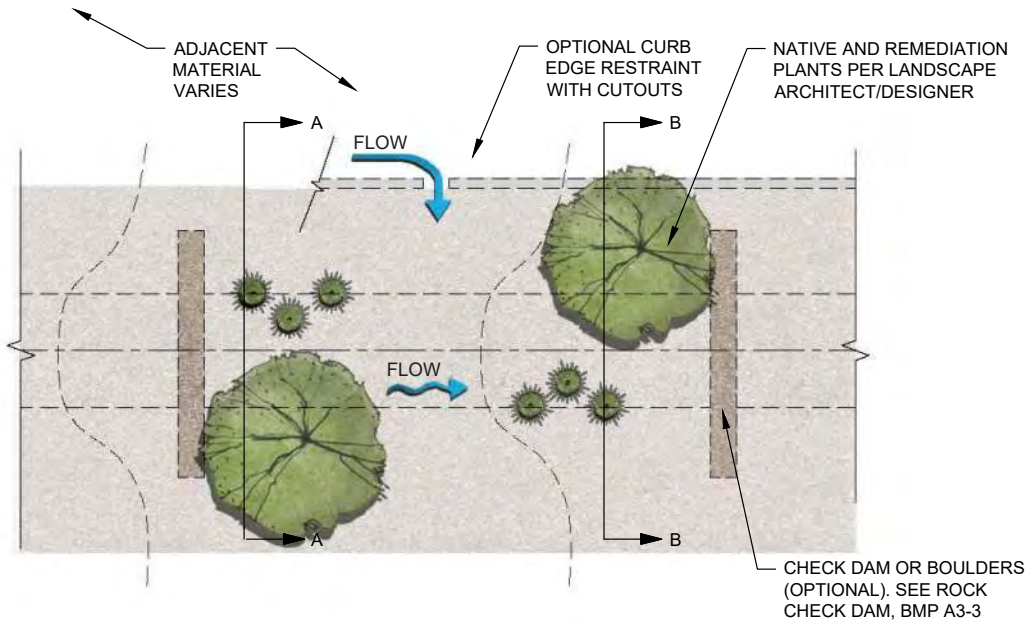 ADJACENT
MATERIAL
VARIES
OPTIONAL CURB
EDGE RESTRAINT
WITH CUTOUTS
NATIVE AND REMEDIATION
PLANTS PER LANDSCAPE
ARCHITECT/DESIGNER
A
B
FLOW
FLOW
A
B
CHECK DAM OR BOULDERS
(OPTIONAL). SEE ROCK
CHECK DAM, BMP A3-3